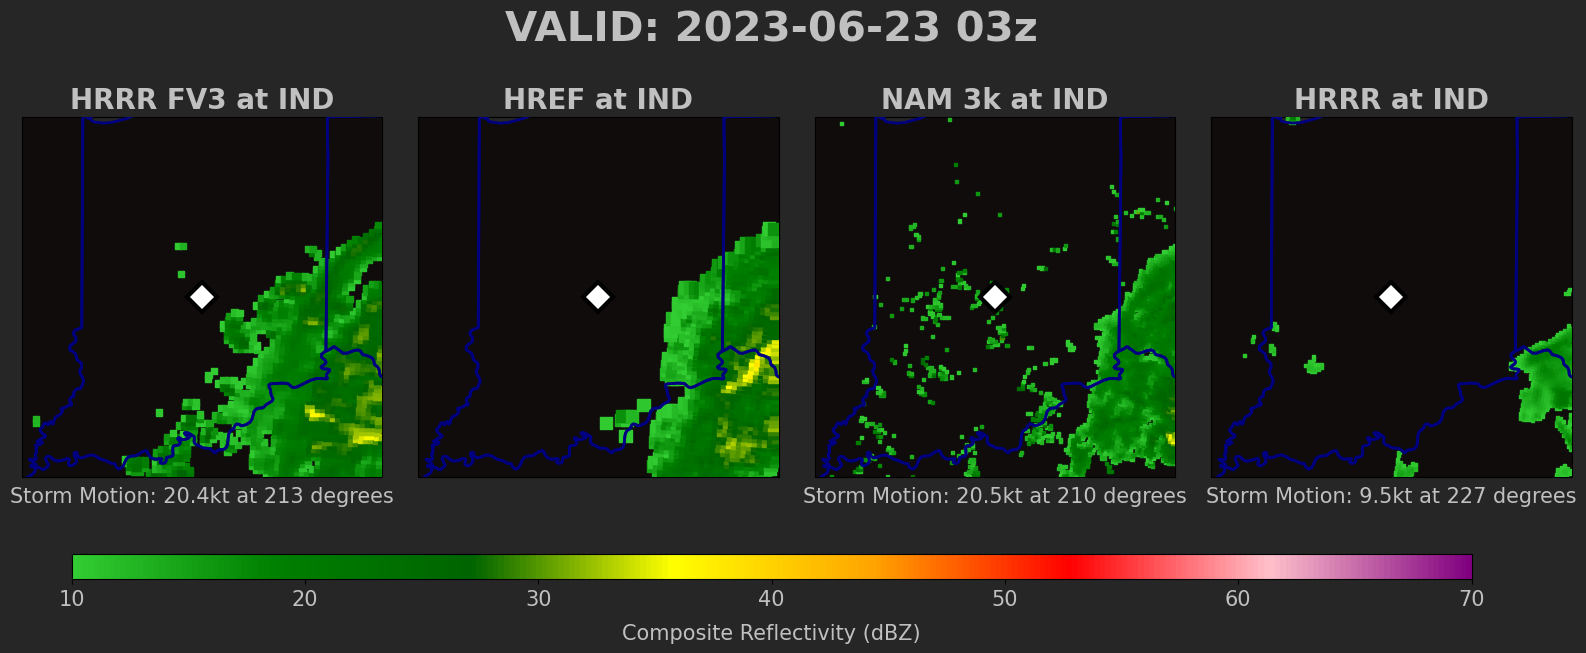 VALID: 2023-06-23 03z
HRRR FV3 at IND
HREF at IND
NAM 3k at IND
HRRR at IND
Storm Motion: 20.4kt at 213 degrees
Storm Motion: 20.5kt at 210 degrees
Storm Motion: 9.5kt at 227 degrees
10 20 30 40 50 60 70
Composite Reflectivity (dBZ)